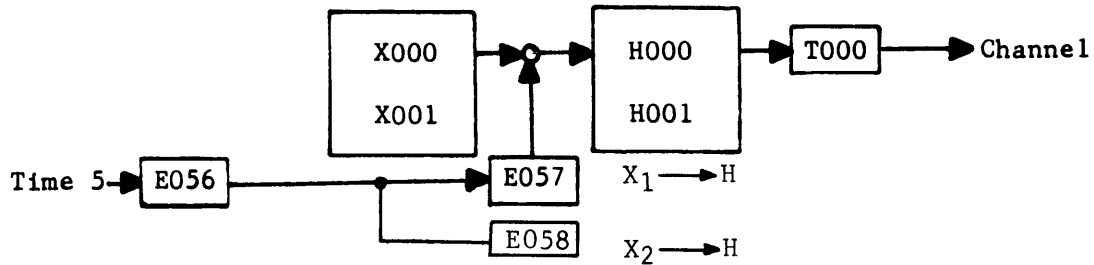 X000 H000 T000 Channel
X001 H001
Time 5 E056 E057 X₁ → H
E058 X₂ → H